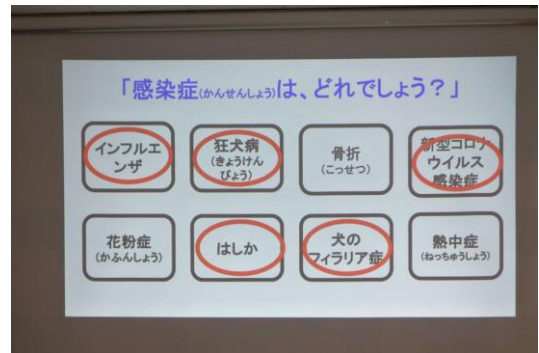 「感染症(かんせんしょう)は、どれでしょう？」
インフルエ
ンザ
狂犬病
(きょうけん
びょう)
骨折
(こっせつ)
新型コロナ
ウイルス
感染症
花粉症
(かふんしょう)
はしか
犬の
フィラリア症
熱中症
(ねっちゅうしょう)